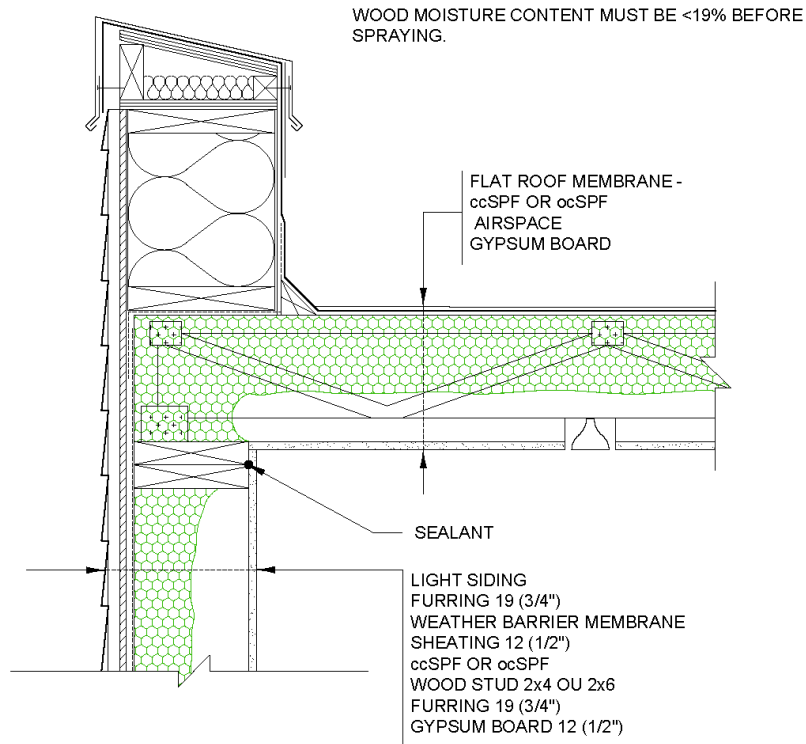 WOOD MOISTURE CONTENT MUST BE <19% BEFORE
SPRAYING.
FLAT ROOF MEMBRANE -
ccSPF OR ocSPF
AIRSPACE
GYPSUM BOARD
SEALANT
LIGHT SIDING
FURRING 19 (3/4")
WEATHER BARRIER MEMBRANE
SHEATING 12 (1/2")
ccSPF OR ocSPF
WOOD STUD 2x4 OU 2x6
FURRING 19 (3/4")
GYPSUM BOARD 12 (1/2")